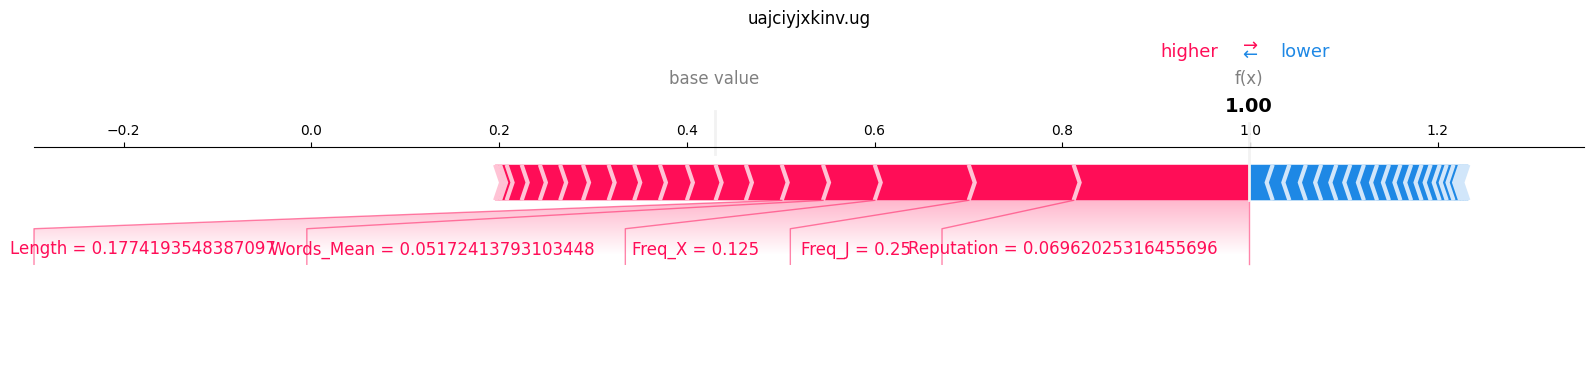 uajciyjxkinv.ug
higher ⇄ lower
base value f(x)
1.00
−0.2 0.0 0.2 0.4 0.6 0.8 1.0 1.2
Length = 0.1774193548387097 Words_Mean = 0.05172413793103448 Freq_X = 0.125 Freq_J = 0.25 Reputation = 0.06962025316455696